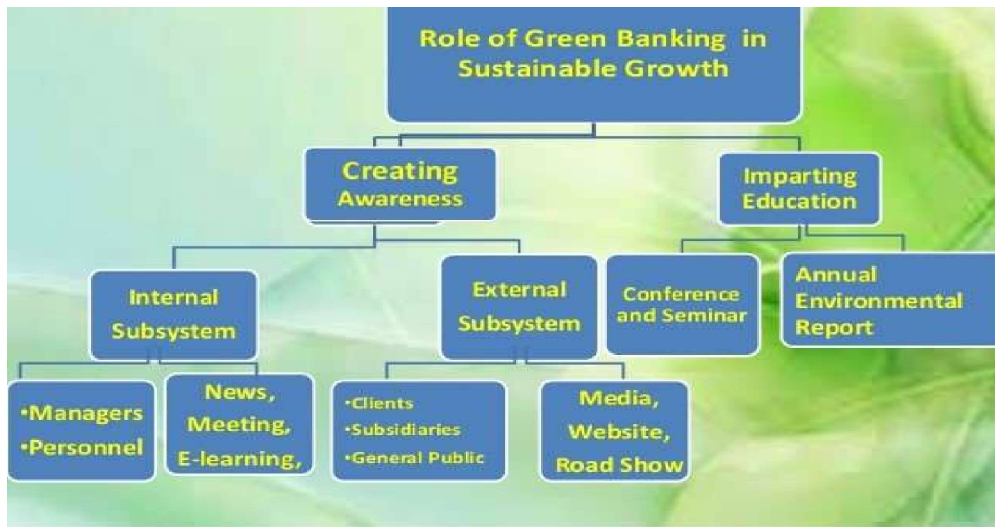 Role of Green Banking in
Sustainable Growth
Creating
Awareness
Imparting
Education
Internal
Subsystem
External
Subsystem
Conference
and Seminar
Annual
Environmental
Report
•Managers
•Personnel
News,
Meeting,
E-learning,
•Clients
•Subsidiaries
•General Public
Media,
Website,
Road Show